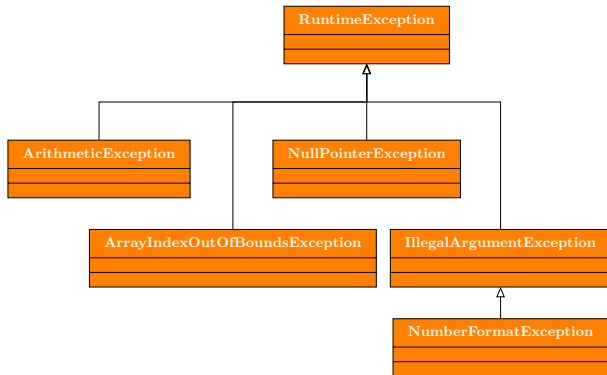 RuntimeException
ArithmeticException
NullPointerException
ArrayIndexOutOfBoundsException
IllegalArgumentException
NumberFormatException